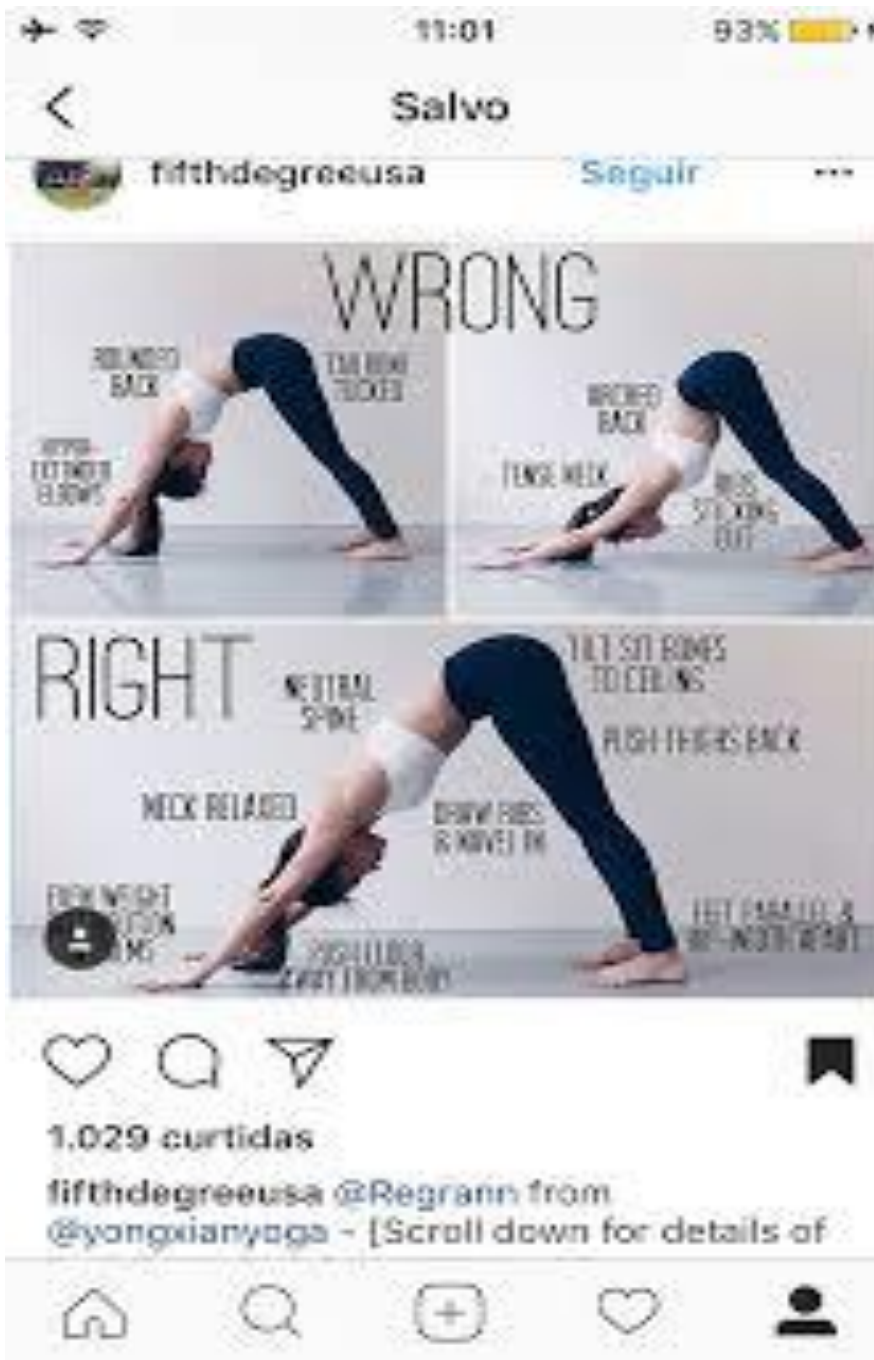 11:01
93%
Salvo
fifthdegreeusa
Seguir
WRONG
ROUNDED
BACK
TAILBONE
TUCKED
HYPER-
EXTENDED
ELBOWS
ARCHED
BACK
TENSE NECK
RIBS
STICKING
OUT
RIGHT
NEUTRAL
SPINE
TILT SIT BONES
TO CEILING
PUSH THIGHS BACK
NECK RELAXED
DRAW RIBS
& NAVEL IN
EVEN WEIGHT
PUSH FLOOR
AWAY FROM BODY
FEET PARALLEL &
HIP-WIDTH APART
1.029 curtidas
fifthdegreeusa @Regrann from
@yongxianyoga - [Scroll down for details of